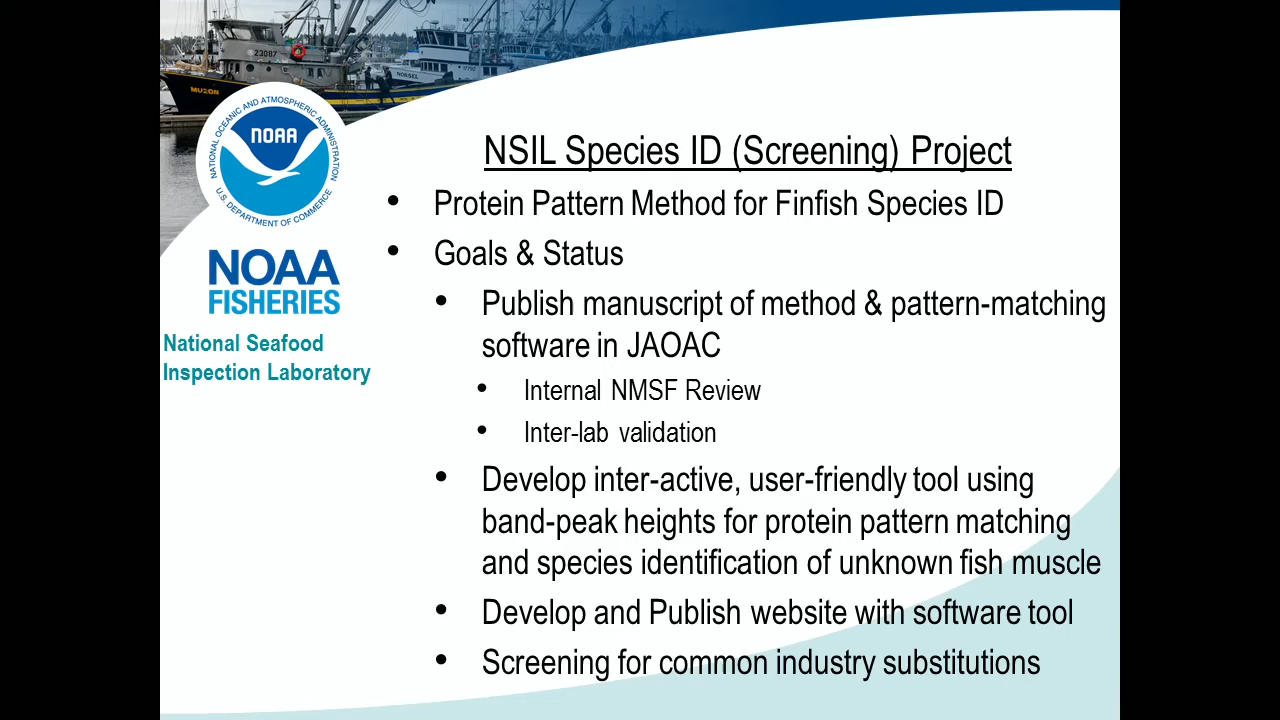 23087
NORSEL
MUZON
NATIONAL OCEANIC AND ATMOSPHERIC ADMINISTRATION
NOAA
U.S. DEPARTMENT OF COMMERCE
NOAA
FISHERIES
National Seafood
Inspection Laboratory
NSIL Species ID (Screening) Project
• Protein Pattern Method for Finfish Species ID
• Goals & Status
• Publish manuscript of method & pattern-matching
software in JAOAC
• Internal NMSF Review
• Inter-lab validation
• Develop inter-active, user-friendly tool using
band-peak heights for protein pattern matching
and species identification of unknown fish muscle
• Develop and Publish website with software tool
• Screening for common industry substitutions